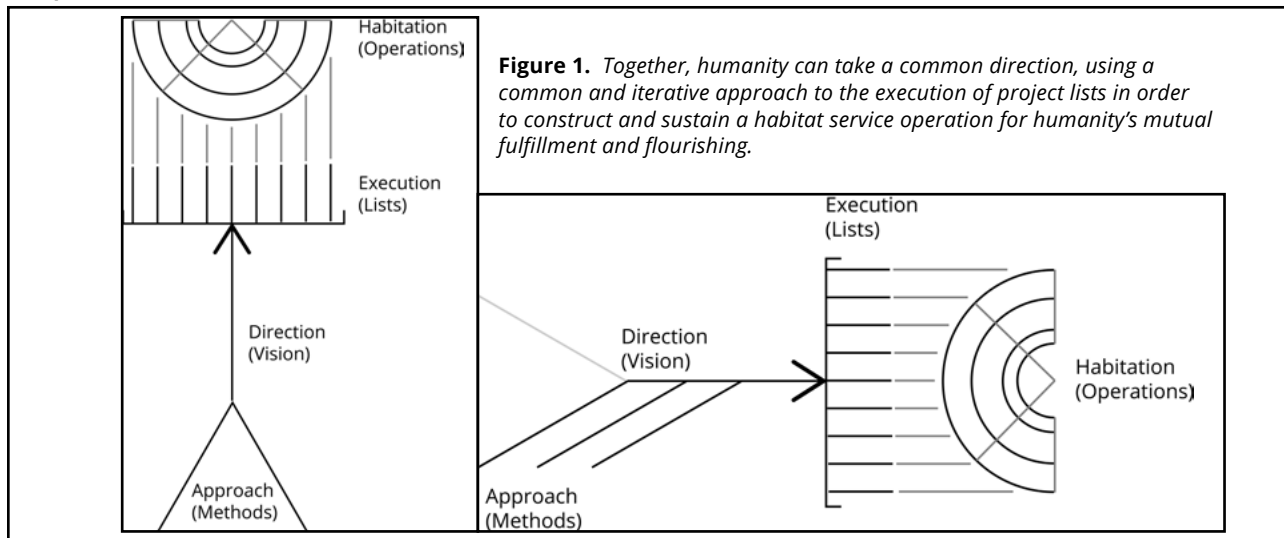 Habitation
(Operations)
Figure 1. Together, humanity can take a common direction, using a
common and iterative approach to the execution of project lists in order
to construct and sustain a habitat service operation for humanity's mutual
fulfillment and flourishing.
Execution
(Lists)
Direction
(Vision)
Approach
(Methods)
Execution
(Lists)
Direction
(Vision)
Habitation
(Operations)
Approach
(Methods)